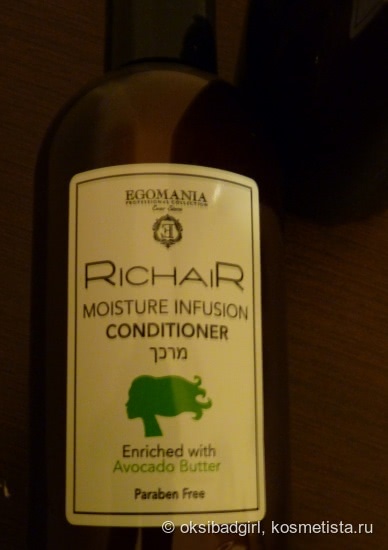 EGOMANIA
PROFESSIONAL COLLECTION
RICHAIR
MOISTURE INFUSION
CONDITIONER
מרכך
Enriched with
Avocado Butter
Paraben Free
© oksibadgirl, kosmetista.ru